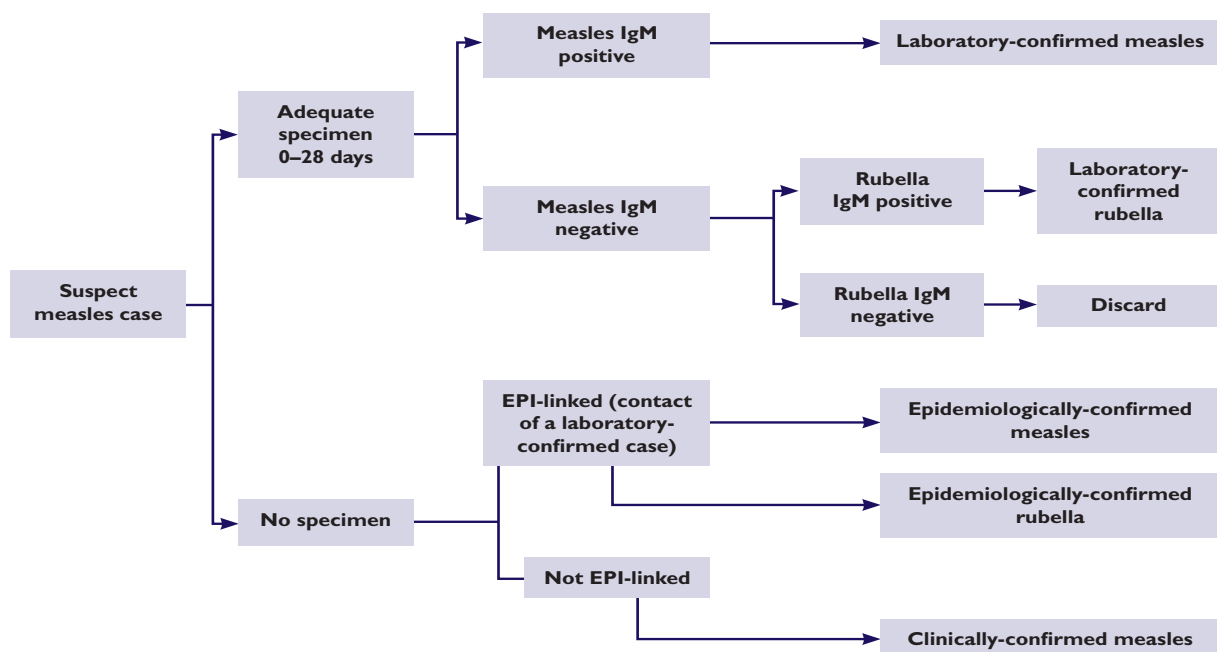 Suspect
measles case
Adequate
specimen
0–28 days
No specimen
Measles IgM
positive
Measles IgM
negative
EPI-linked (contact
of a laboratory-
confirmed case)
Not EPI-linked
Rubella
IgM positive
Rubella IgM
negative
Laboratory-confirmed measles
Laboratory-
confirmed
rubella
Discard
Epidemiologically-confirmed
measles
Epidemiologically-confirmed
rubella
Clinically-confirmed measles